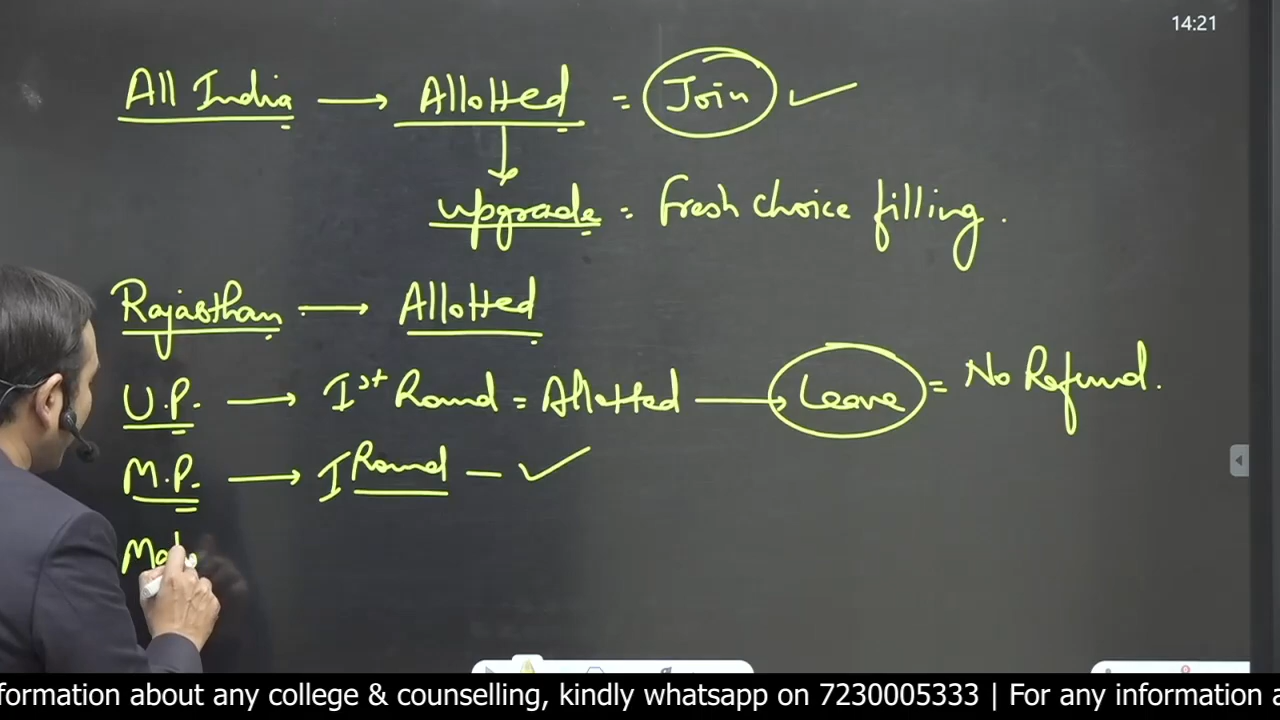 14:21
All India → Allotted = Join ✓
↓
upgrade = Fresh choice filling.
Rajasthan → Allotted
U.P. → Ist Round = Allotted → Leave = No Refund.
M.P. → I Round - ✓
formation about any college & counselling, kindly whatsapp on 7230005333 | For any information a